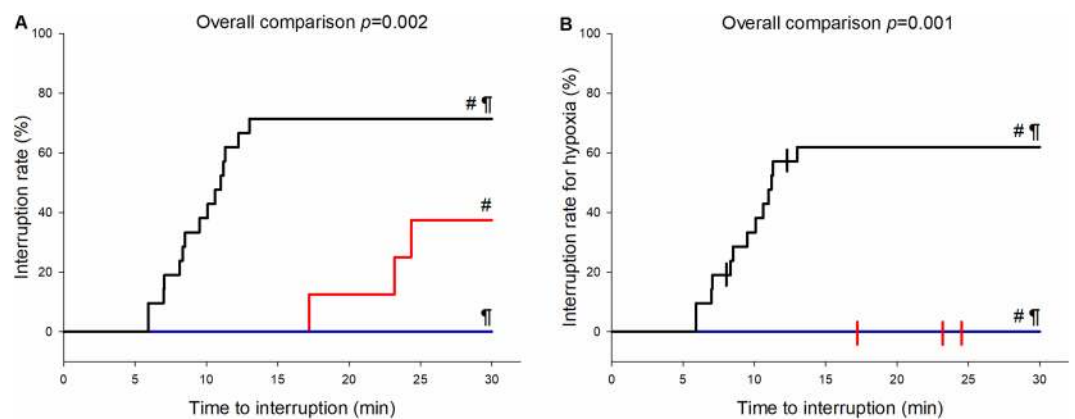 A
Overall comparison p=0.002
Interruption rate (%)
100
80
60
40
20
0
# ¶
#
¶
0 5 10 15 20 25 30
Time to interruption (min)
B
Overall comparison p=0.001
Interruption rate for hypoxia (%)
100
80
60
40
20
0
# ¶
# ¶
0 5 10 15 20 25 30
Time to interruption (min)